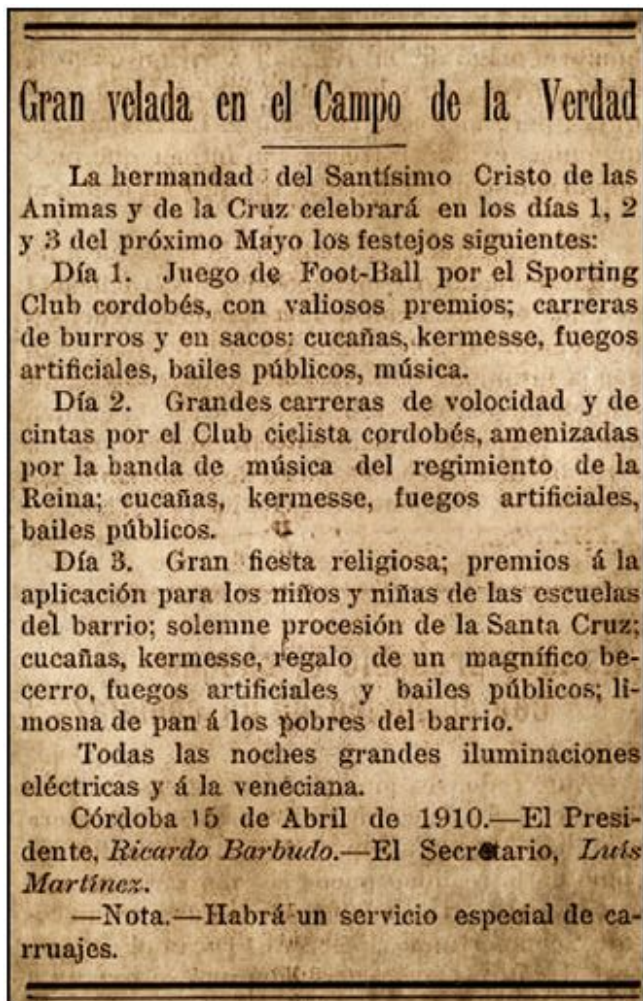 Gran velada en el Campo de la Verdad
La hermandad del Santísimo Cristo de las
Animas y de la Cruz celebrará en los días 1, 2
y 3 del próximo Mayo los festejos siguientes:
Día 1. Juego de Foot-Ball por el Sporting
Club cordobés, con valiosos premios; carreras
de burros y en sacos: cucañas, kermesse, fuegos
artificiales, bailes públicos, música.
Día 2. Grandes carreras de volocidad y de
cintas por el Club ciclista cordobés, amenizadas
por la banda de música del regimiento de la
Reina; cucañas, kermesse, fuegos artificiales,
bailes públicos.
Día 3. Gran fiesta religiosa; premios á la
aplicación para los niños y niñas de las escuelas
del barrio; solemne procesión de la Santa Cruz;
cucañas, kermesse, regalo de un magnífico be-
cerro, fuegos artificiales y bailes públicos; li-
mosna de pan á los pobres del barrio.
Todas las noches grandes iluminaciones
eléctricas y á la veneciana.
Córdoba 15 de Abril de 1910.—El Presi-
dente, Ricardo Barbudo.—El Secretario, Luís
Martínez.
—Nota.—Habrá un servicio especial de ca-
rruajes.